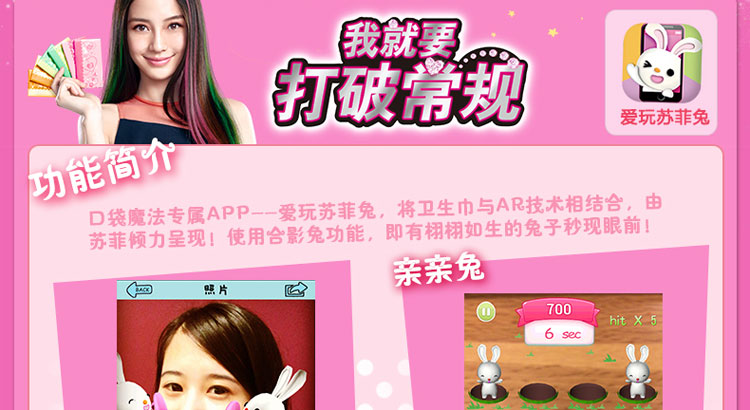 我就要
打破常规
爱玩苏菲兔
功能简介
口袋魔法专属APP——爱玩苏菲兔，将卫生巾与AR技术相结合，由
苏菲倾力呈现！使用合影兔功能，即有栩栩如生的兔子秒现眼前！
亲亲兔
BACK
照片
700
6 sec
hit X 5